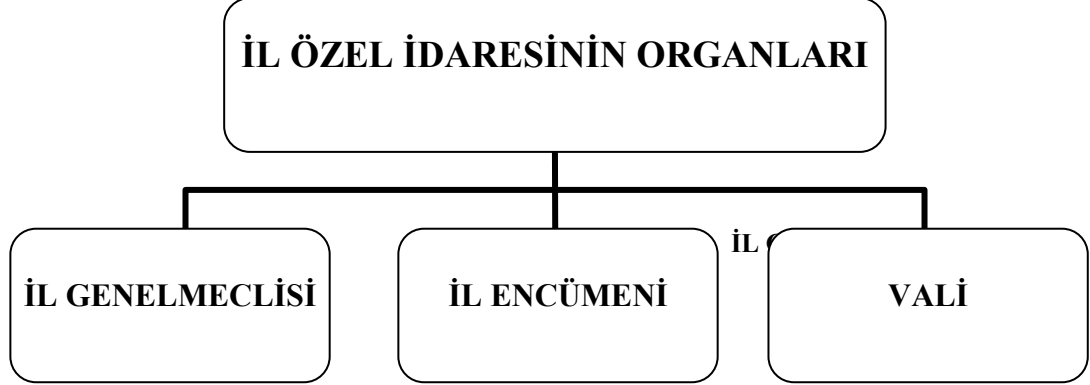 İL ÖZEL İDARESİNİN ORGANLARI
İL
İL GENELMECLİSİ
İL ENCÜMENİ
VALİ